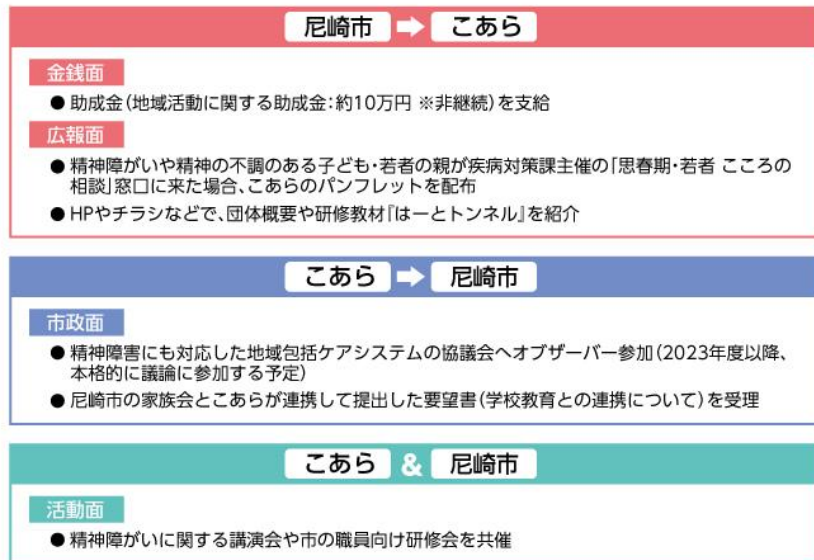 尼崎市 ➡ こあら
金銭面
● 助成金(地域活動に関する助成金:約10万円 ※非継続)を支給
広報面
● 精神障がいや精神の不調のある子ども・若者の親が疾病対策課主催の「思春期・若者 こころの
相談」窓口に来た場合、こあらのパンフレットを配布
● HPやチラシなどで、団体概要や研修教材『はーとトンネル』を紹介
こあら ➡ 尼崎市
市政面
● 精神障害にも対応した地域包括ケアシステムの協議会へオブザーバー参加(2023年度以降、
本格的に議論に参加する予定)
● 尼崎市の家族会とこあらが連携して提出した要望書(学校教育との連携について)を受理
こあら & 尼崎市
活動面
● 精神障がいに関する講演会や市の職員向け研修会を共催